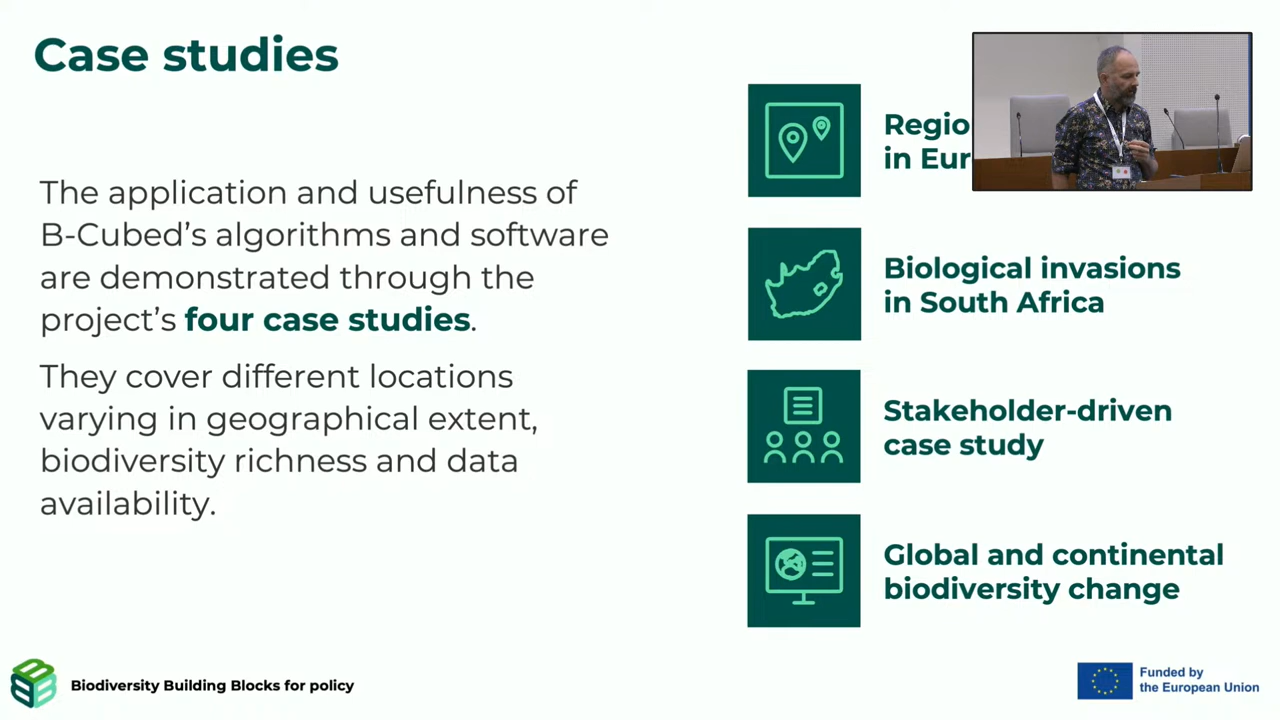 Case studies
The application and usefulness of
B-Cubed's algorithms and software
are demonstrated through the
project's four case studies.
They cover different locations
varying in geographical extent,
biodiversity richness and data
availability.
in
Biological invasions
in South Africa
Stakeholder-driven
case study
Global and continental
biodiversity change
Biodiversity Building Blocks for policy
Funded by
the European Union